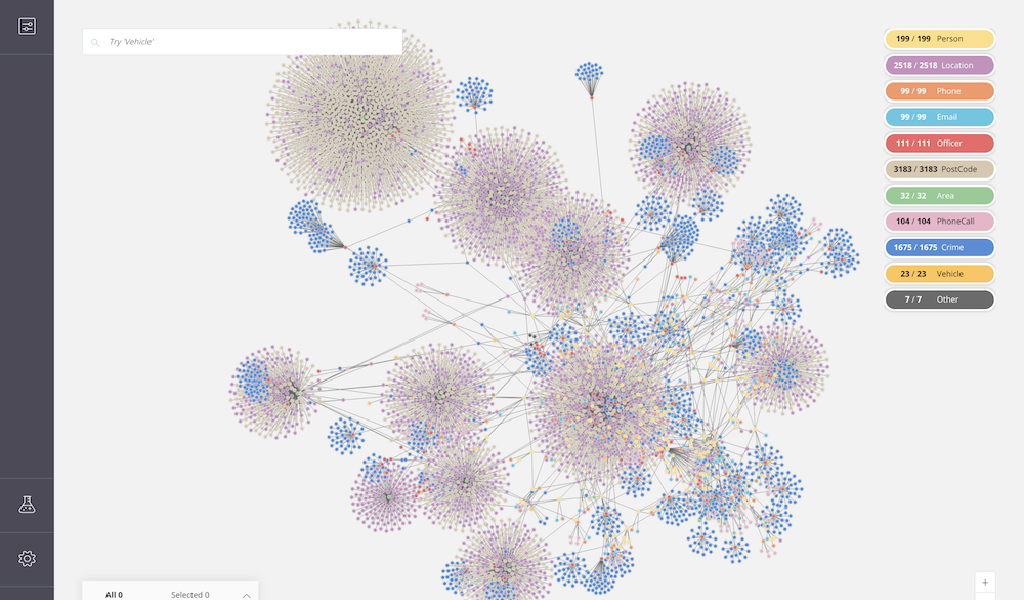 Try 'Vehicle'
199 / 199 Person
2518 / 2518 Location
99 / 99 Phone
99 / 99 Email
111 / 111 Officer
3183 / 3183 PostCode
32 / 32 Area
104 / 104 PhoneCall
1675 / 1675 Crime
23 / 23 Vehicle
7 / 7 Other
All 0 Selected 0
+